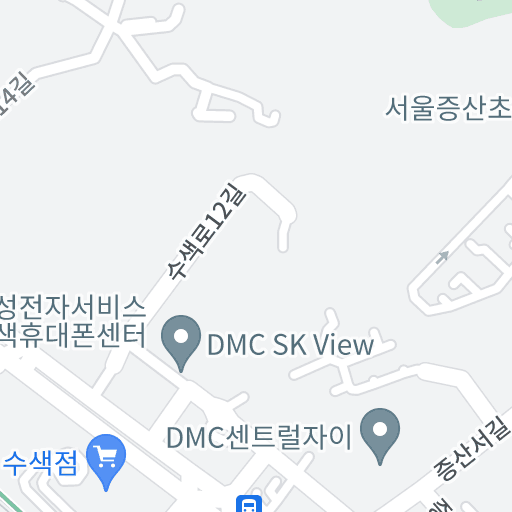 14길
서울증산초
수색로12길
성전자서비스
색휴대폰센터
DMC SK View
DMC센트럴자이
수색점
증산서길